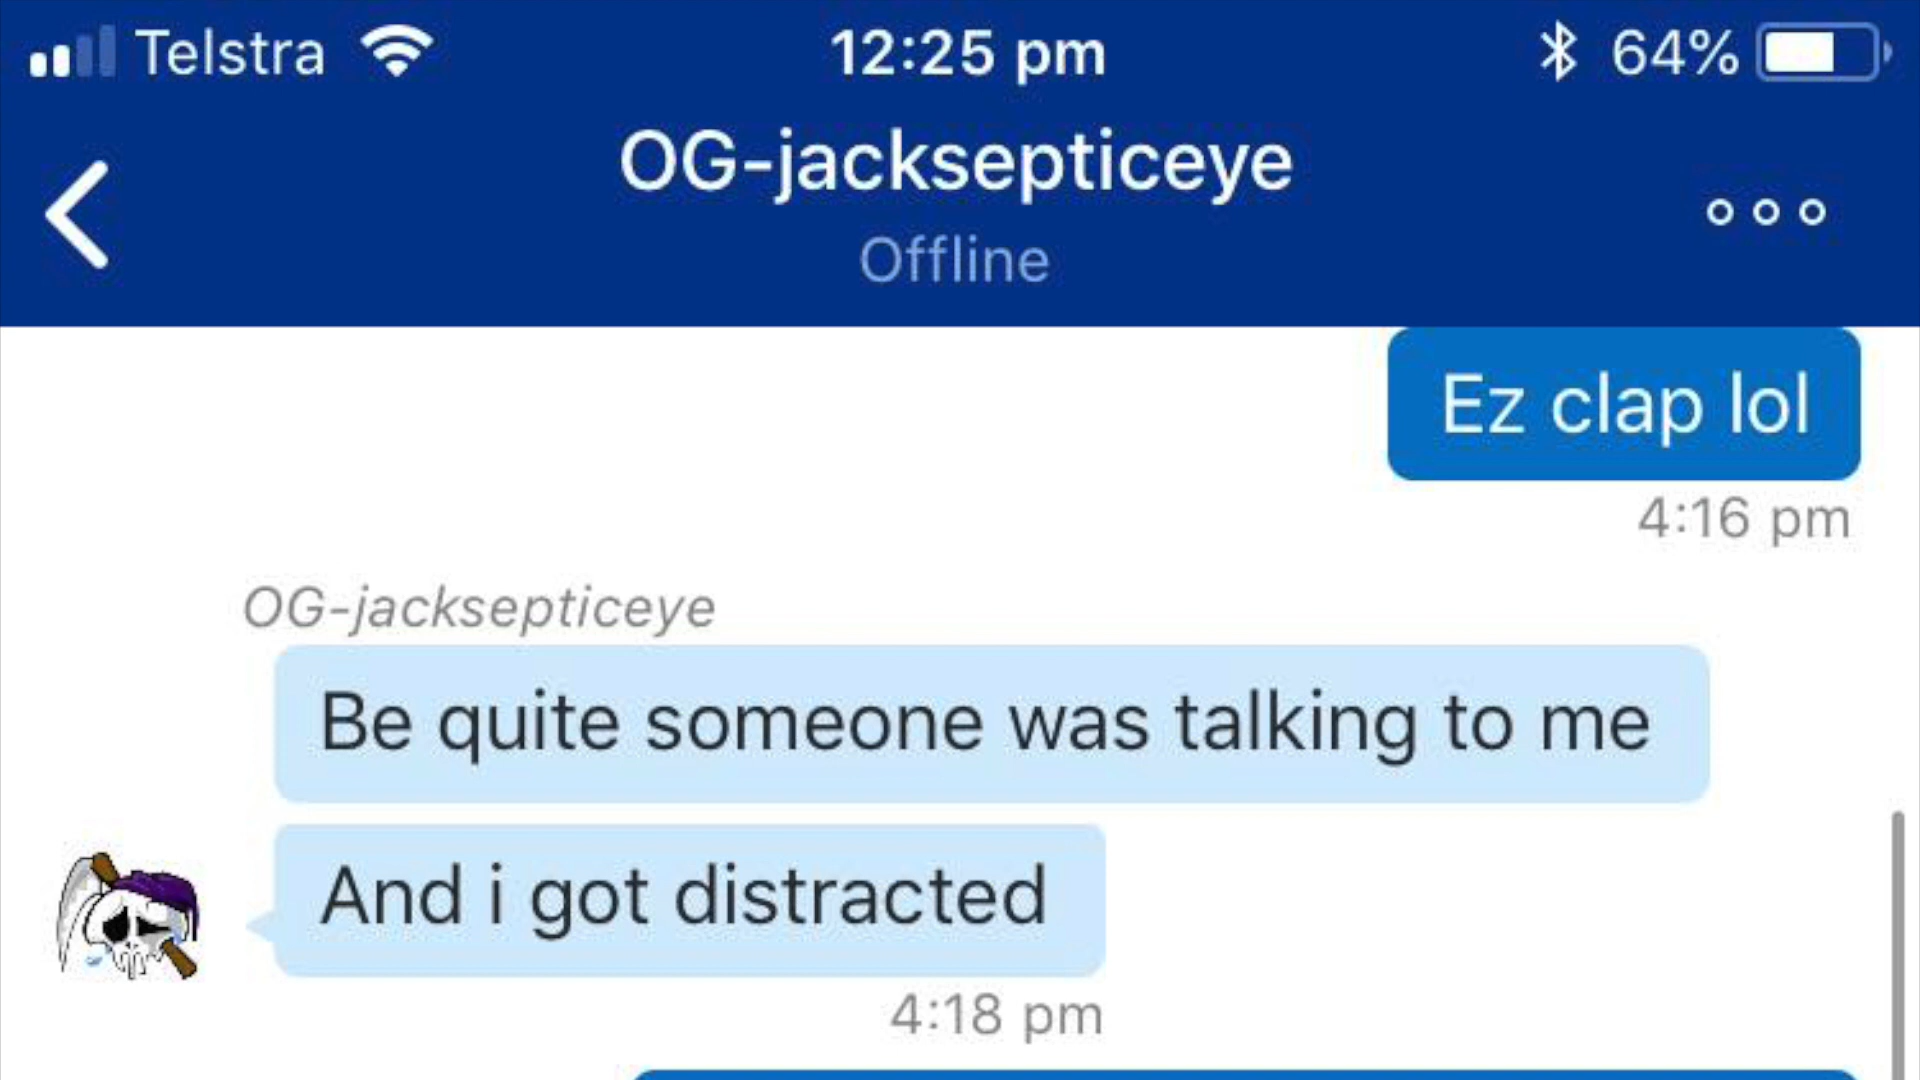 Telstra 12:25 pm 64%
OG-jacksepticeye
Offline
Ez clap lol
4:16 pm
OG-jacksepticeye
Be quite someone was talking to me
And i got distracted
4:18 pm